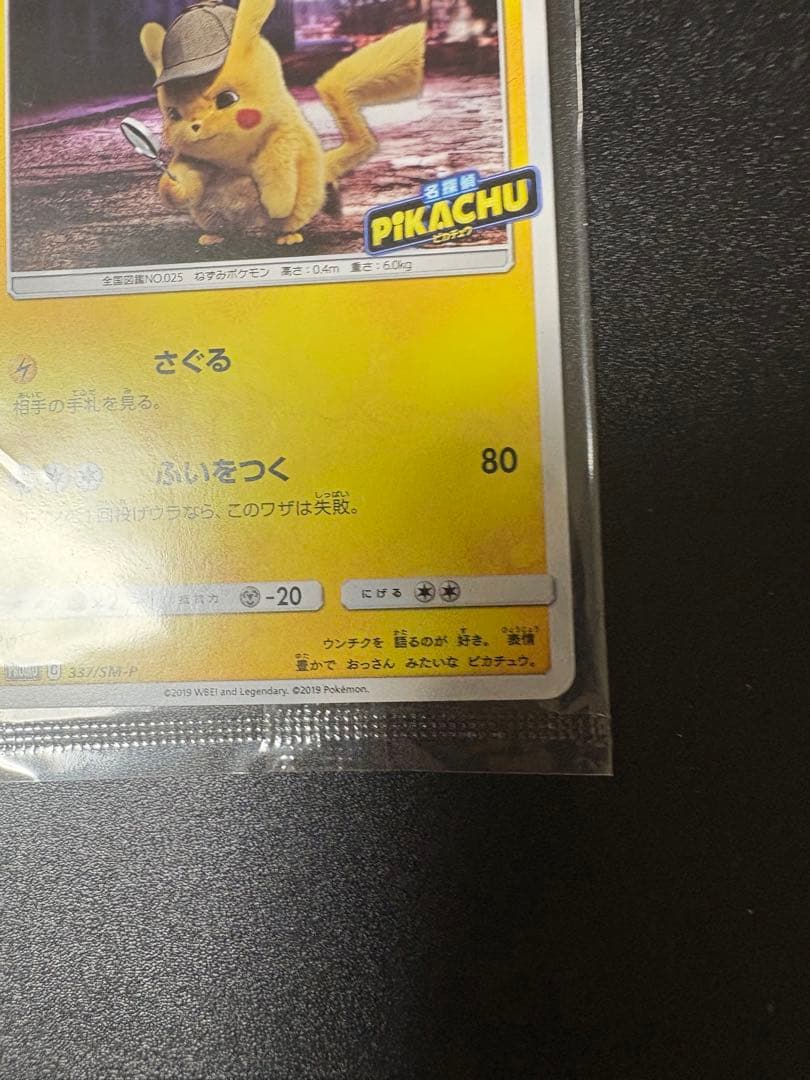 名探偵
PiKACHU
ピカチュウ
全国図鑑NO.025 ねずみポケモン 高さ:0.4m 重さ:6.0kg
さぐる
相手の手札を見る。
ふいをつく 80
回投げウラなら、このワザは失敗。
抵抗力 -20 にげる
ウンチクを 語るのが 好き。 表情
豊かで おっさん みたいな ピカチュウ。
PROMO 337/SM-P
©2019 WBEI and Legendary. ©2019 Pokémon.